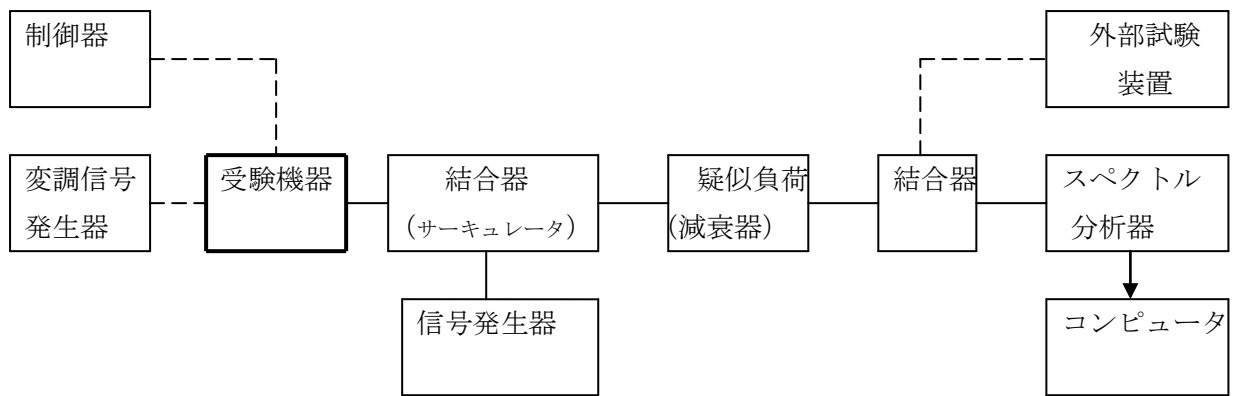 制御器
外部試験
装置
変調信号
発生器
受験機器
結合器
(サーキュレータ)
疑似負荷
(減衰器)
結合器
スペクトル
分析器
信号発生器
コンピュータ